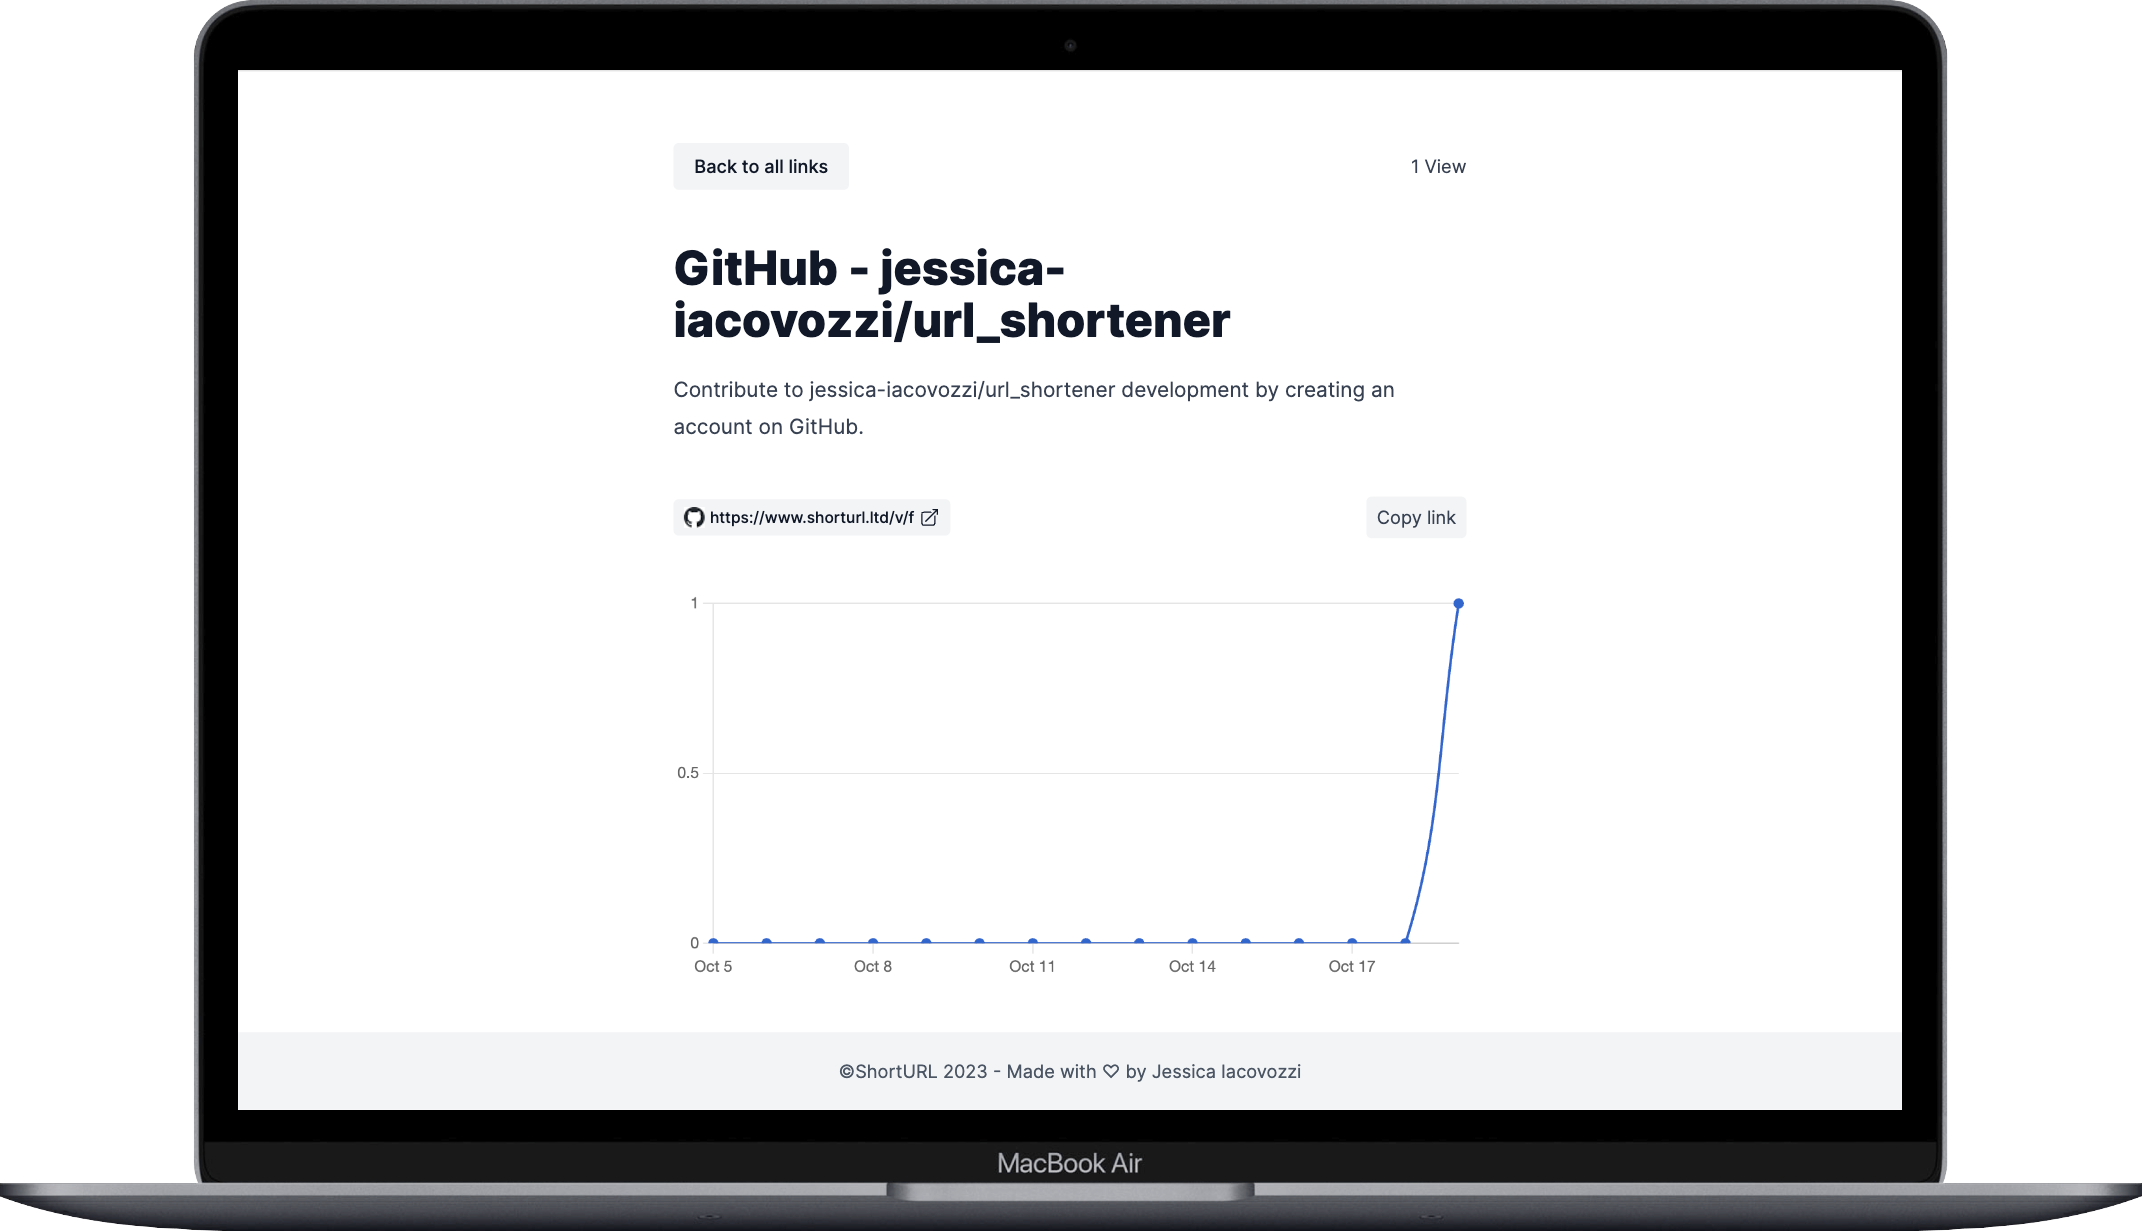 Back to all links
1 View
GitHub - jessica-
iacovozzi/url_shortener
Contribute to jessica-iacovozzi/url_shortener development by creating an
account on GitHub.
https://www.shorturl.ltd/v/f
Copy link
1
0.5
0
Oct 5
Oct 8
Oct 11
Oct 14
Oct 17
©ShortURL 2023 - Made with ♡ by Jessica Iacovozzi
MacBook Air